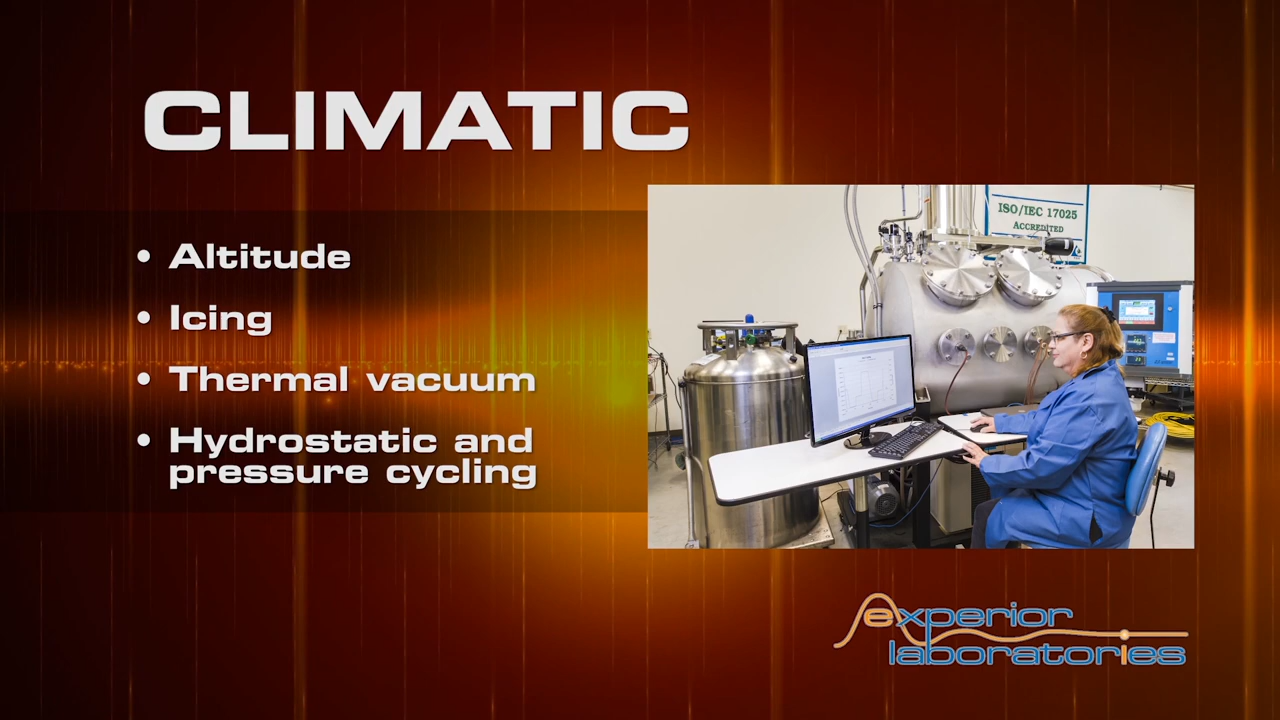 CLIMATIC
• Altitude
• Icing
• Thermal vacuum
• Hydrostatic and
pressure cycling
ISO/IEC 17025
ACCREDITED
experior
laboratories